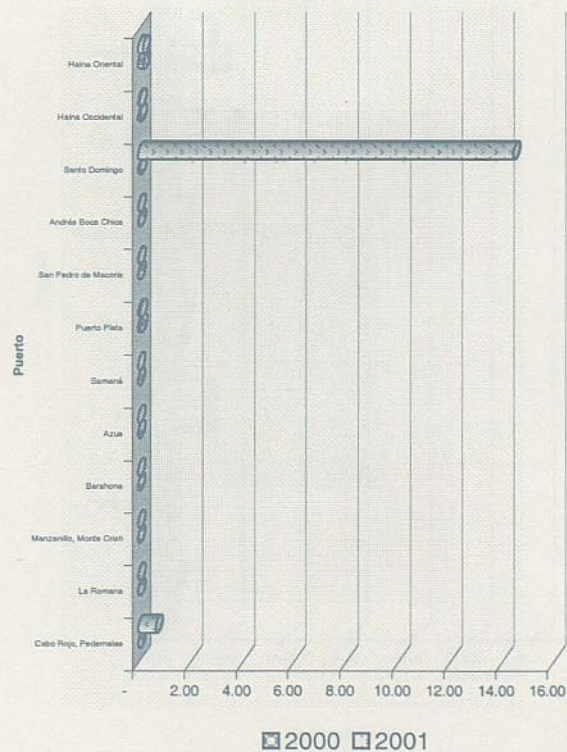 Haina Oriental
Haina Occidental
Santo Domingo
Andrés Boca Chica
San Pedro de Macoris
Puerto Plata
Samaná
Azua
Barahona
Manzanillo, Monte Cristi
La Romana
Cabo Rojo, Pedernales
Puerto
- 2.00 4.00 6.00 8.00 10.00 12.00 14.00 16.00
2000 2001